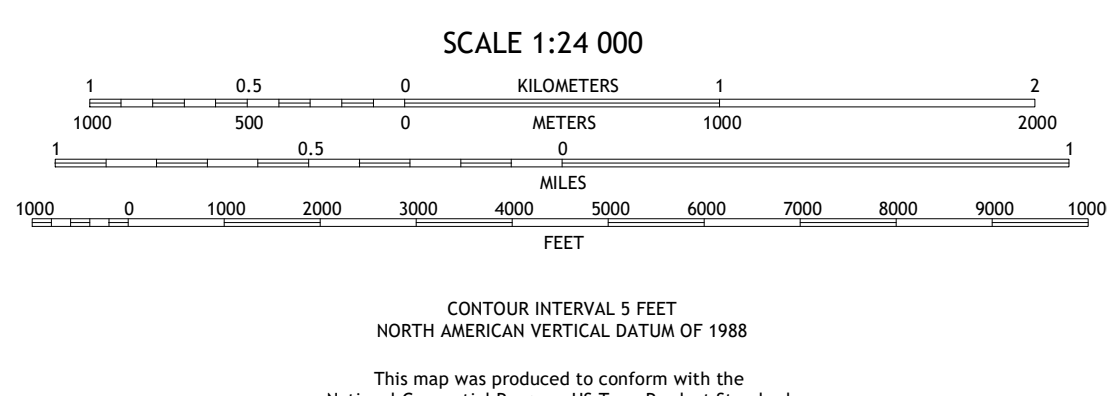 SCALE 1:24 000
1 0.5 0 KILOMETERS 1 2
1000 500 0 METERS 1000 2000
1 0.5 0 1
MILES
1000 0 1000 2000 3000 4000 5000 6000 7000 8000 9000 1000
FEET
CONTOUR INTERVAL 5 FEET
NORTH AMERICAN VERTICAL DATUM OF 1988
This map was produced to conform with the